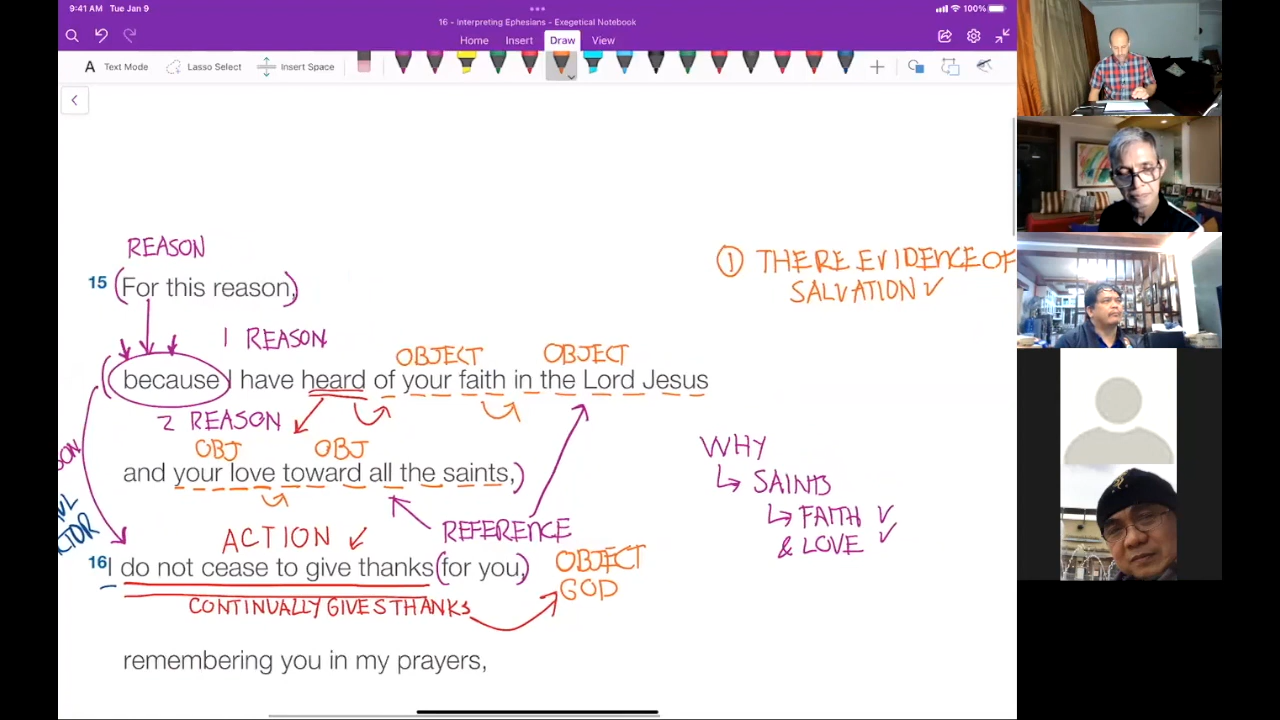 9:41 AM Tue Jan 9
100%
16 - Interpreting Ephesians - Exegetical Notebook
Home Insert Draw View
A Text Mode Lasso Select Insert Space
REASON
15 (For this reason,)
1 REASON
OBJECT OBJECT
(because I have heard of your faith in the Lord Jesus
2 REASON
OBJ OBJ
and your love toward all the saints,)
ACTION
REFERENCE
16 I do not cease to give thanks (for you,)
OBJECT
GOD
CONTINUALLY GIVES THANKS
remembering you in my prayers,
① THERE EVIDENCE OF
SALVATION ✓
WHY
↳ SAINTS
↳ FAITH ✓
& LOVE ✓